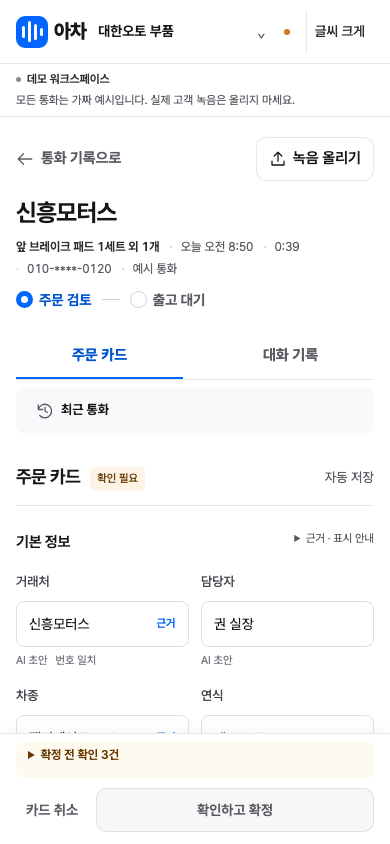 아차 대한오토 부품 글씨 크게
데모 워크스페이스
모든 통화는 가짜 예시입니다. 실제 고객 녹음은 올리지 마세요.
통화 기록으로 녹음 올리기
신흥모터스
앞 브레이크 패드 1세트 외 1개 · 오늘 오전 8:50 · 0:39
· 010-****-0120 · 예시 통화
주문 검토 출고 대기
주문 카드 대화 기록
최근 통화
주문 카드 확인 필요 자동 저장
기본 정보 ▶ 근거 · 표시 안내
거래처 담당자
신흥모터스 근거 권 실장
AI 초안 번호 일치 AI 초안
차종 연식
▶ 확정 전 확인 3건
카드 취소 확인하고 확정